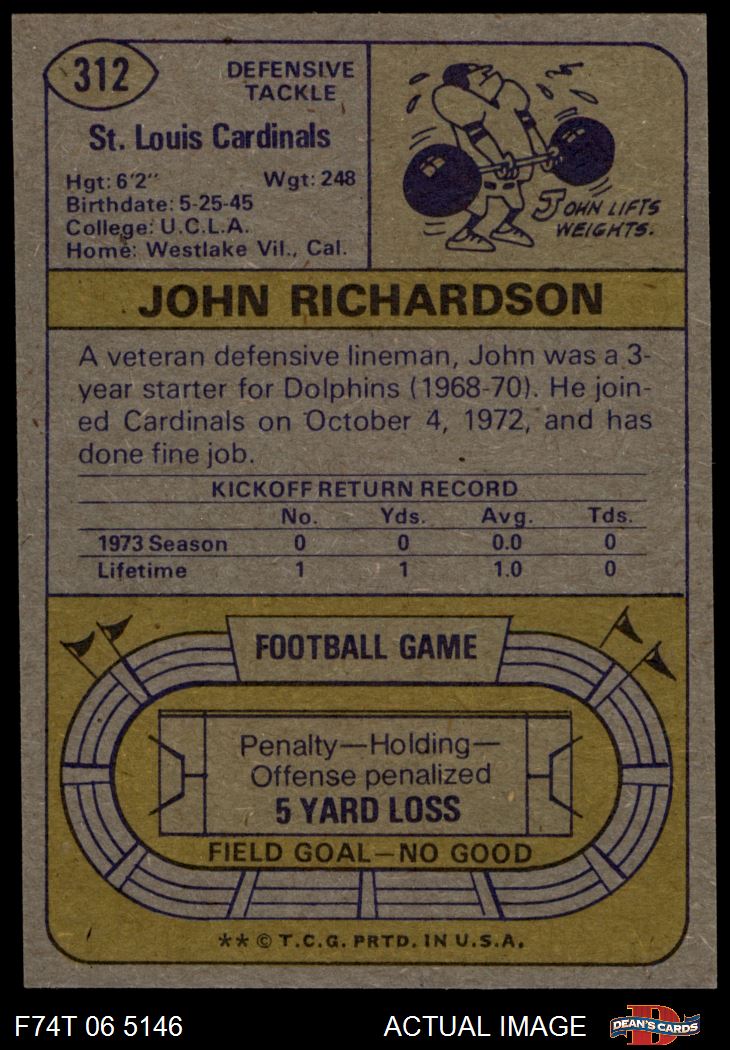 312
DEFENSIVE
TACKLE
St. Louis Cardinals
Hgt: 6'2" Wgt: 248
Birthdate: 5-25-45
College: U.C.L.A.
Home: Westlake Vil., Cal.
JOHN LIFTS
WEIGHTS.
JOHN RICHARDSON
A veteran defensive lineman, John was a 3-
year starter for Dolphins (1968-70). He join-
ed Cardinals on October 4, 1972, and has
done fine job.
KICKOFF RETURN RECORD
No. Yds. Avg. Tds.
1973 Season 0 0 0.0 0
Lifetime 1 1 1.0 0
FOOTBALL GAME
Penalty—Holding—
Offense penalized
5 YARD LOSS
FIELD GOAL—NO GOOD
** © T.C.G. PRTD. IN U.S.A.
F74T 06 5146 ACTUAL IMAGE D DEAN'S CARDS